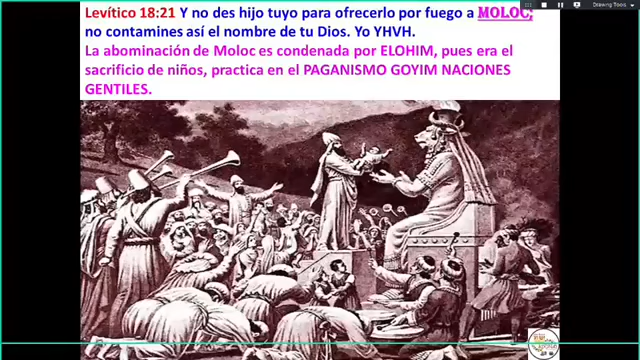 Levítico 18:21 Y no des hijo tuyo para ofrecerlo por fuego a MOLOC;
no contamines así el nombre de tu Dios. Yo YHVH.
La abominación de Moloc es condenada por ELOHIM, pues era el
sacrificio de niños, practica en el PAGANISMO GOYIM NACIONES
GENTILES.
Drawing Tools